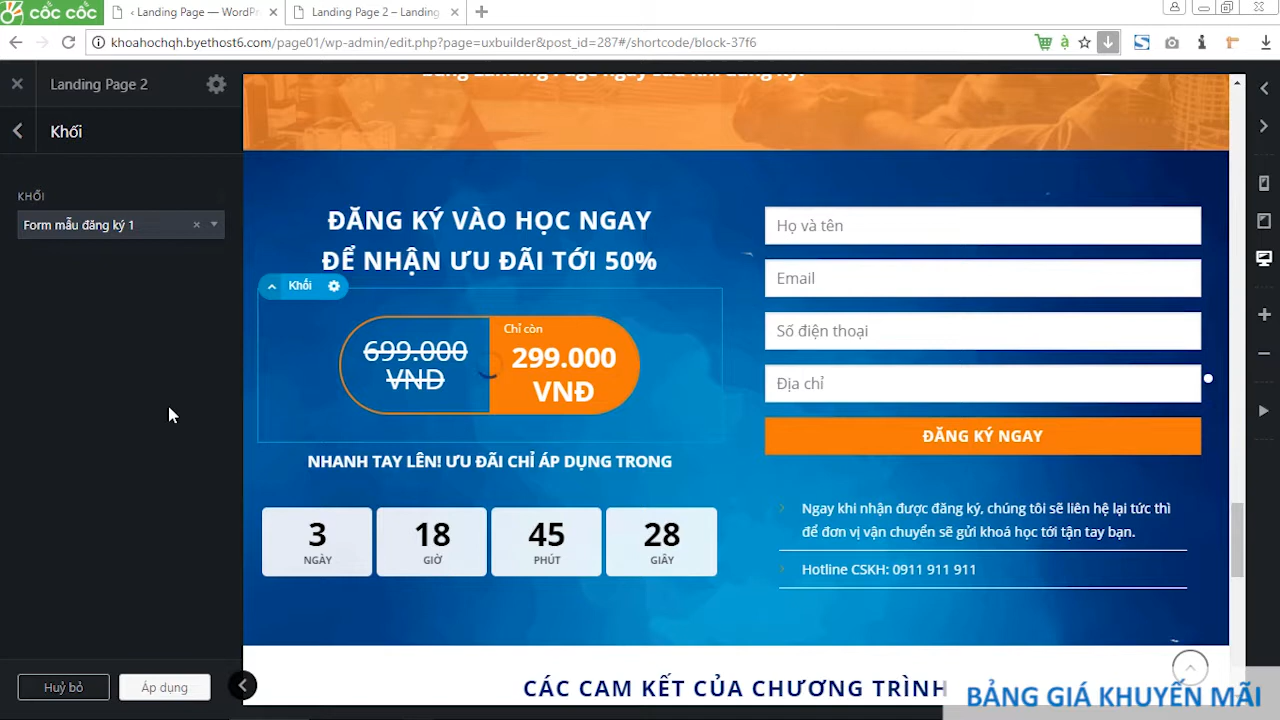 cốc cốc
‹ Landing Page — WordP
Landing Page 2 – Landing
khoahochqh.byethost6.com/page01/wp-admin/edit.php?page=uxbuilder&post_id=287#/shortcode/block-37f6
Landing Page 2
Khối
KHỐI
Form mẫu đăng ký 1
Huỷ bỏ
Áp dụng
ĐĂNG KÝ VÀO HỌC NGAY
ĐỂ NHẬN ƯU ĐÃI TỚI 50%
Khối
699.000
VNĐ
Chỉ còn
299.000
VNĐ
NHANH TAY LÊN! ƯU ĐÃI CHỈ ÁP DỤNG TRONG
3 18 45 28
NGÀY GIỜ PHÚT GIÂY
Họ và tên
Email
Số điện thoại
Địa chỉ
ĐĂNG KÝ NGAY
Ngay khi nhận được đăng ký, chúng tôi sẽ liên hệ lại tức thì
để đơn vị vận chuyển sẽ gửi khoá học tới tận tay bạn.
Hotline CSKH: 0911 911 911
CÁC CAM KẾT CỦA CHƯƠNG TRÌNH
BẢNG GIÁ KHUYẾN MÃI